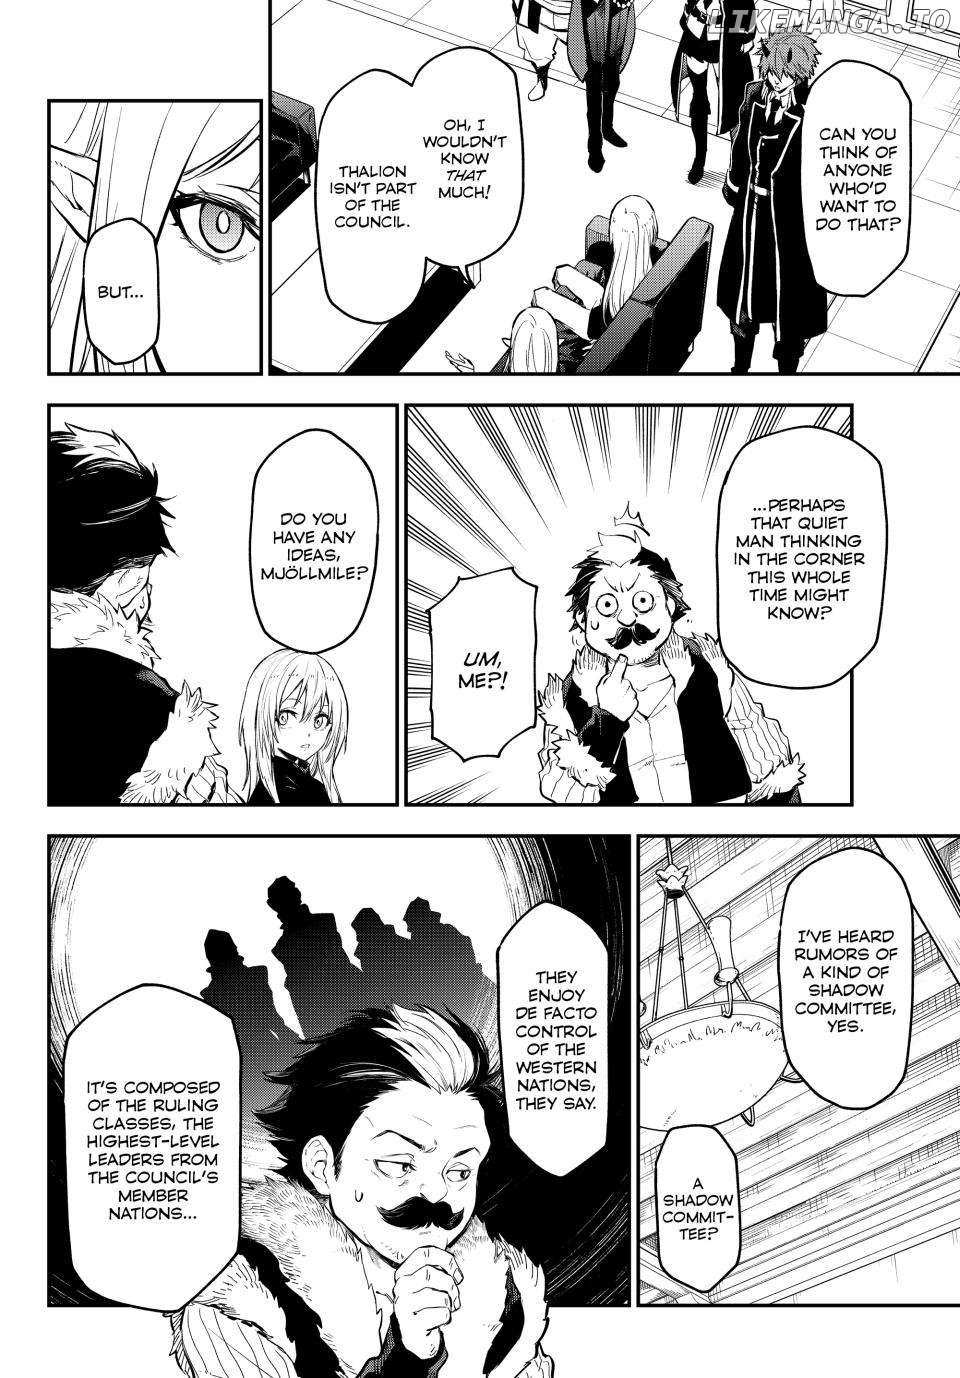 LIKEMANGA.IO
CAN YOU
THINK OF
ANYONE
WHO'D
WANT TO
DO THAT?
OH, I
WOULDN'T
KNOW
THAT
MUCH!
THALION
ISN'T PART
OF THE
COUNCIL.
BUT...
...PERHAPS
THAT QUIET
MAN THINKING
IN THE CORNER
THIS WHOLE
TIME MIGHT
KNOW?
UM,
ME?!
DO YOU
HAVE ANY
IDEAS,
MJÖLLMILE?
I'VE HEARD
RUMORS OF
A KIND OF
SHADOW
COMMITTEE,
YES.
A
SHADOW
COMMIT-
TEE?
THEY
ENJOY
DE FACTO
CONTROL
OF THE
WESTERN
NATIONS,
THEY SAY.
IT'S COMPOSED
OF THE RULING
CLASSES, THE
HIGHEST-LEVEL
LEADERS FROM
THE COUNCIL'S
MEMBER
NATIONS...